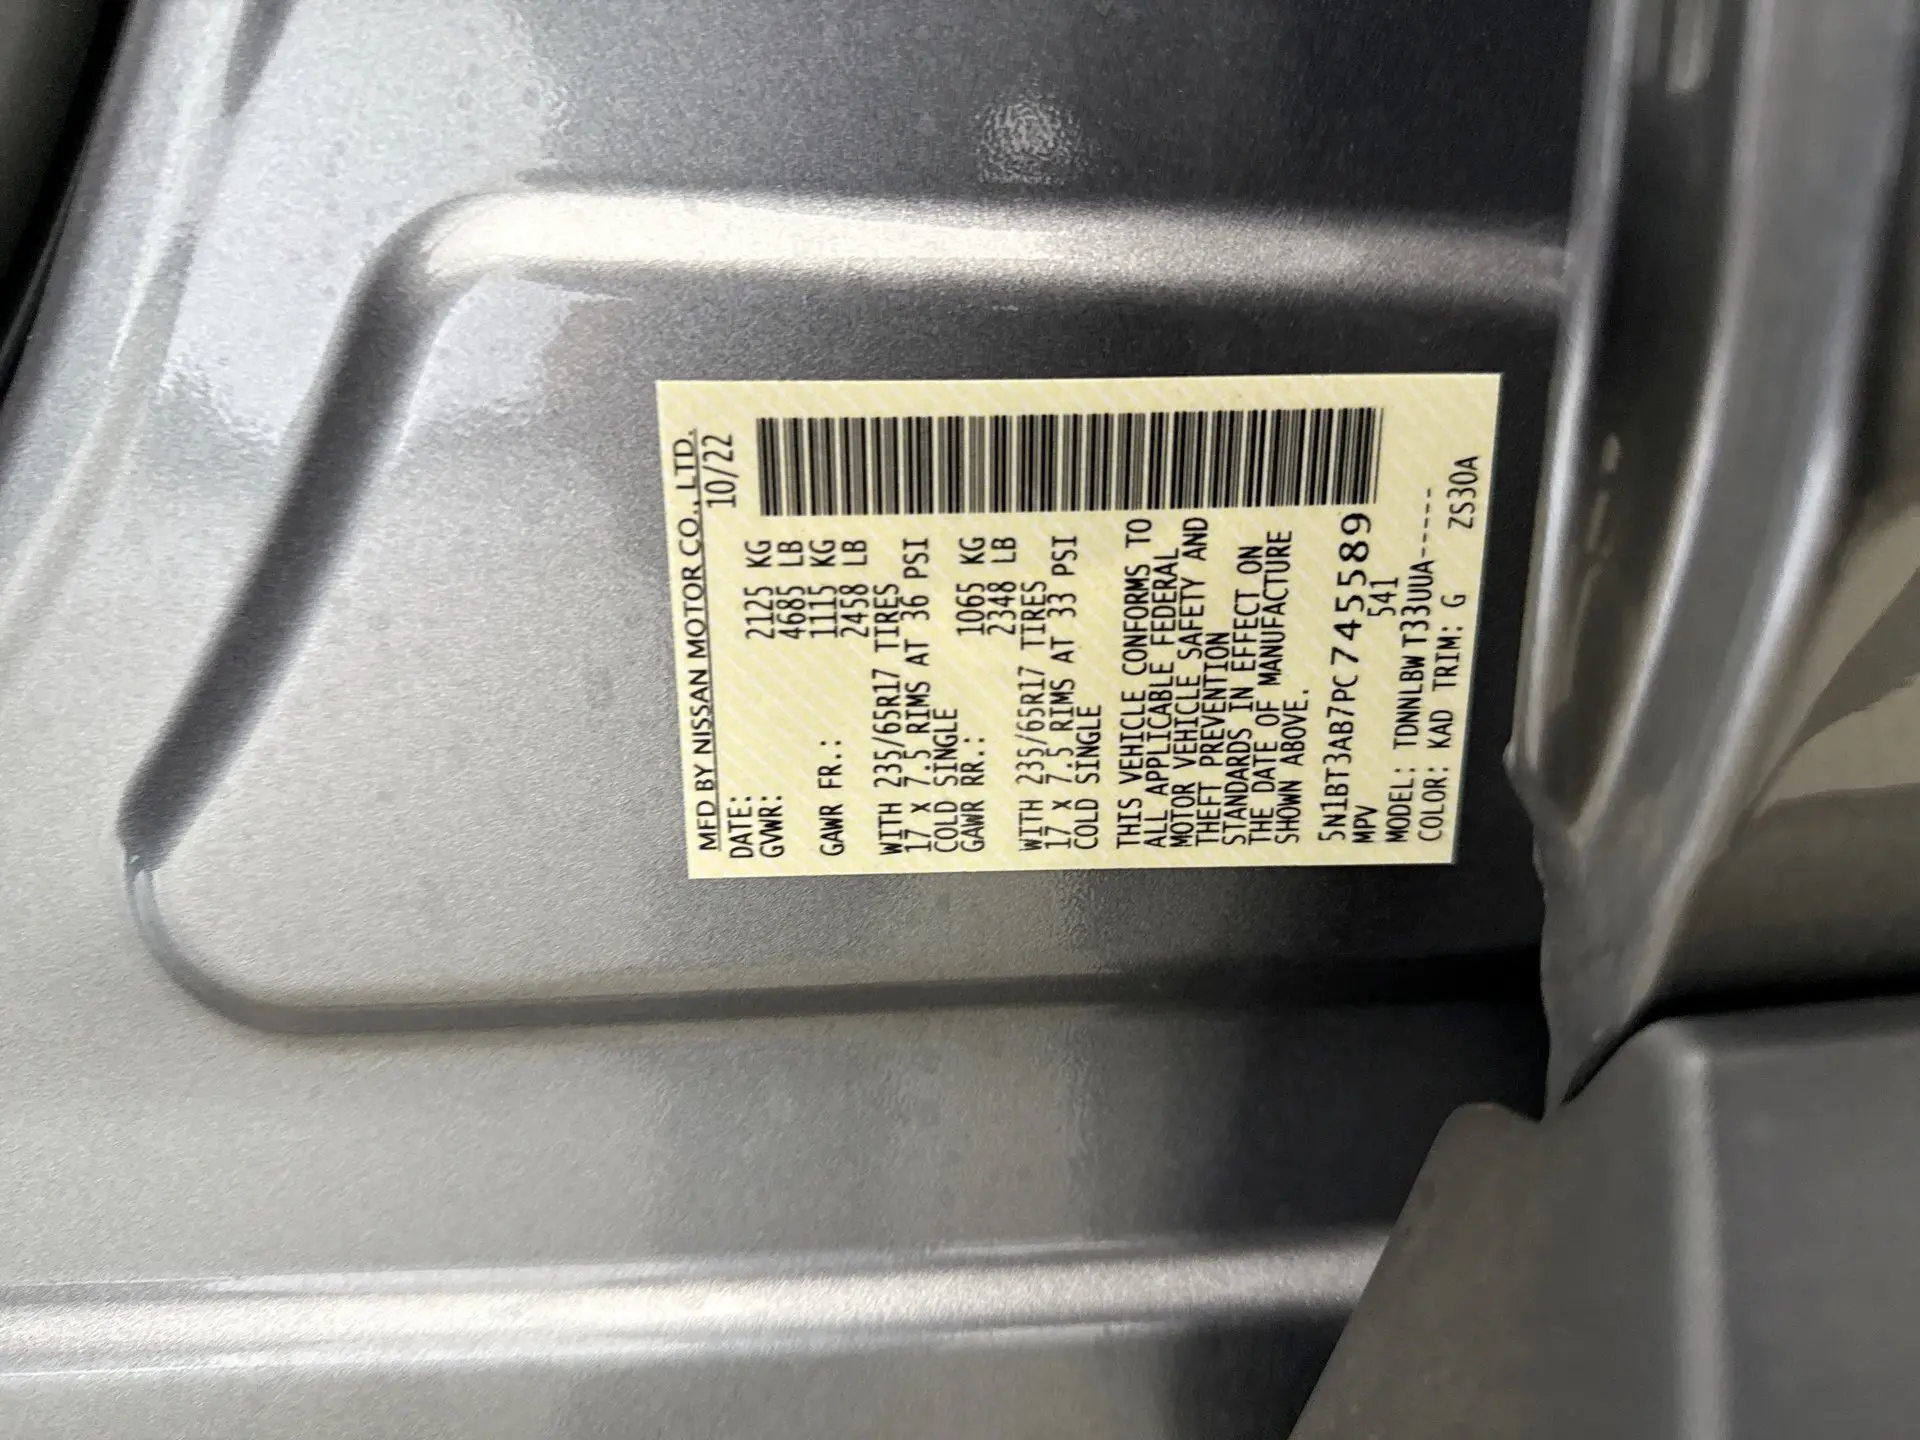 MFD BY NISSAN MOTOR CO., LTD.
DATE: 10/22
GVWR: 2125 KG
4685 LB
GAWR FR.: 1115 KG
2458 LB
WITH 235/65R17 TIRES
17 X 7.5 RIMS AT 36 PSI
COLD SINGLE
GAWR RR.: 1065 KG
2348 LB
WITH 235/65R17 TIRES
17 X 7.5 RIMS AT 33 PSI
COLD SINGLE
THIS VEHICLE CONFORMS TO
ALL APPLICABLE FEDERAL
MOTOR VEHICLE SAFETY AND
THEFT PREVENTION
STANDARDS IN EFFECT ON
THE DATE OF MANUFACTURE
SHOWN ABOVE.
5N1BT3AB7PC745589
MPV 541
MODEL: TDNNLBWT33UUA-----
COLOR: KAD TRIM: G ZS30A